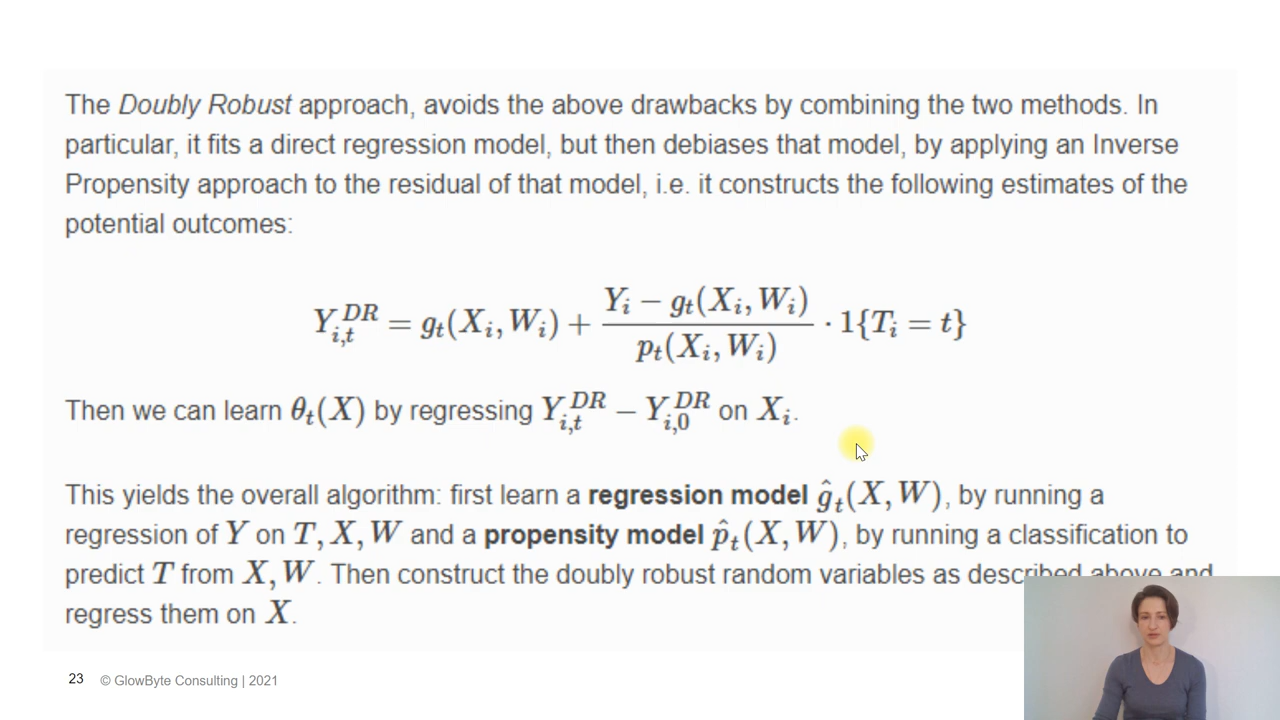 The Doubly Robust approach, avoids the above drawbacks by combining the two methods. In
particular, it fits a direct regression model, but then debiases that model, by applying an Inverse
Propensity approach to the residual of that model, i.e. it constructs the following estimates of the
potential outcomes:
$Y_{i,t}^{DR} = g_t(X_i, W_i) + \frac{Y_i - g_t(X_i, W_i)}{p_t(X_i, W_i)} \cdot 1\{T_i = t\}$
Then we can learn $\theta_t(X)$ by regressing $Y_{i,t}^{DR} - Y_{i,0}^{DR}$ on $X_i$.
This yields the overall algorithm: first learn a regression model $\hat{g}_t(X, W)$, by running a
regression of $Y$ on $T, X, W$ and a propensity model $\hat{p}_t(X, W)$, by running a classification to
predict $T$ from $X, W$. Then construct the doubly robust random variables as described above and
regress them on $X$.
23 © GlowByte Consulting | 2021